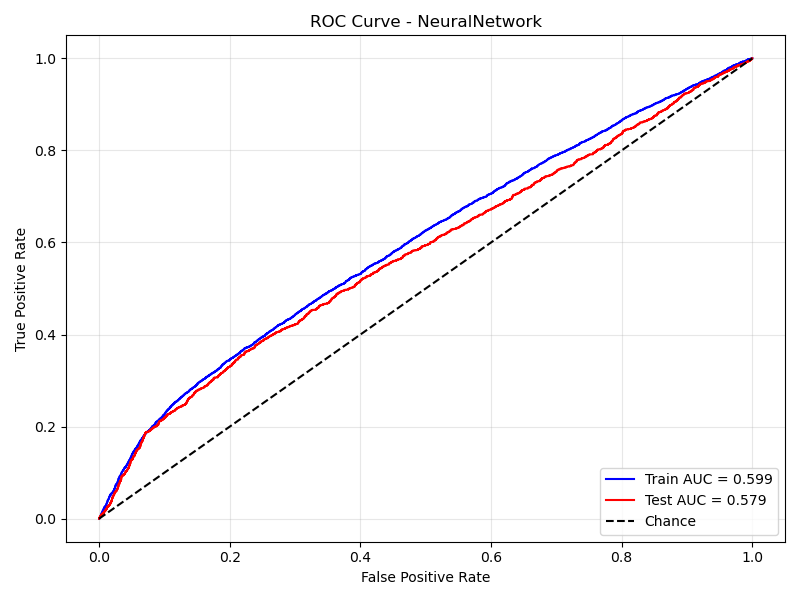 ROC Curve - NeuralNetwork
True Positive Rate
1.0
0.8
0.6
0.4
0.2
0.0
Train AUC = 0.599
Test AUC = 0.579
Chance
0.0 0.2 0.4 0.6 0.8 1.0
False Positive Rate